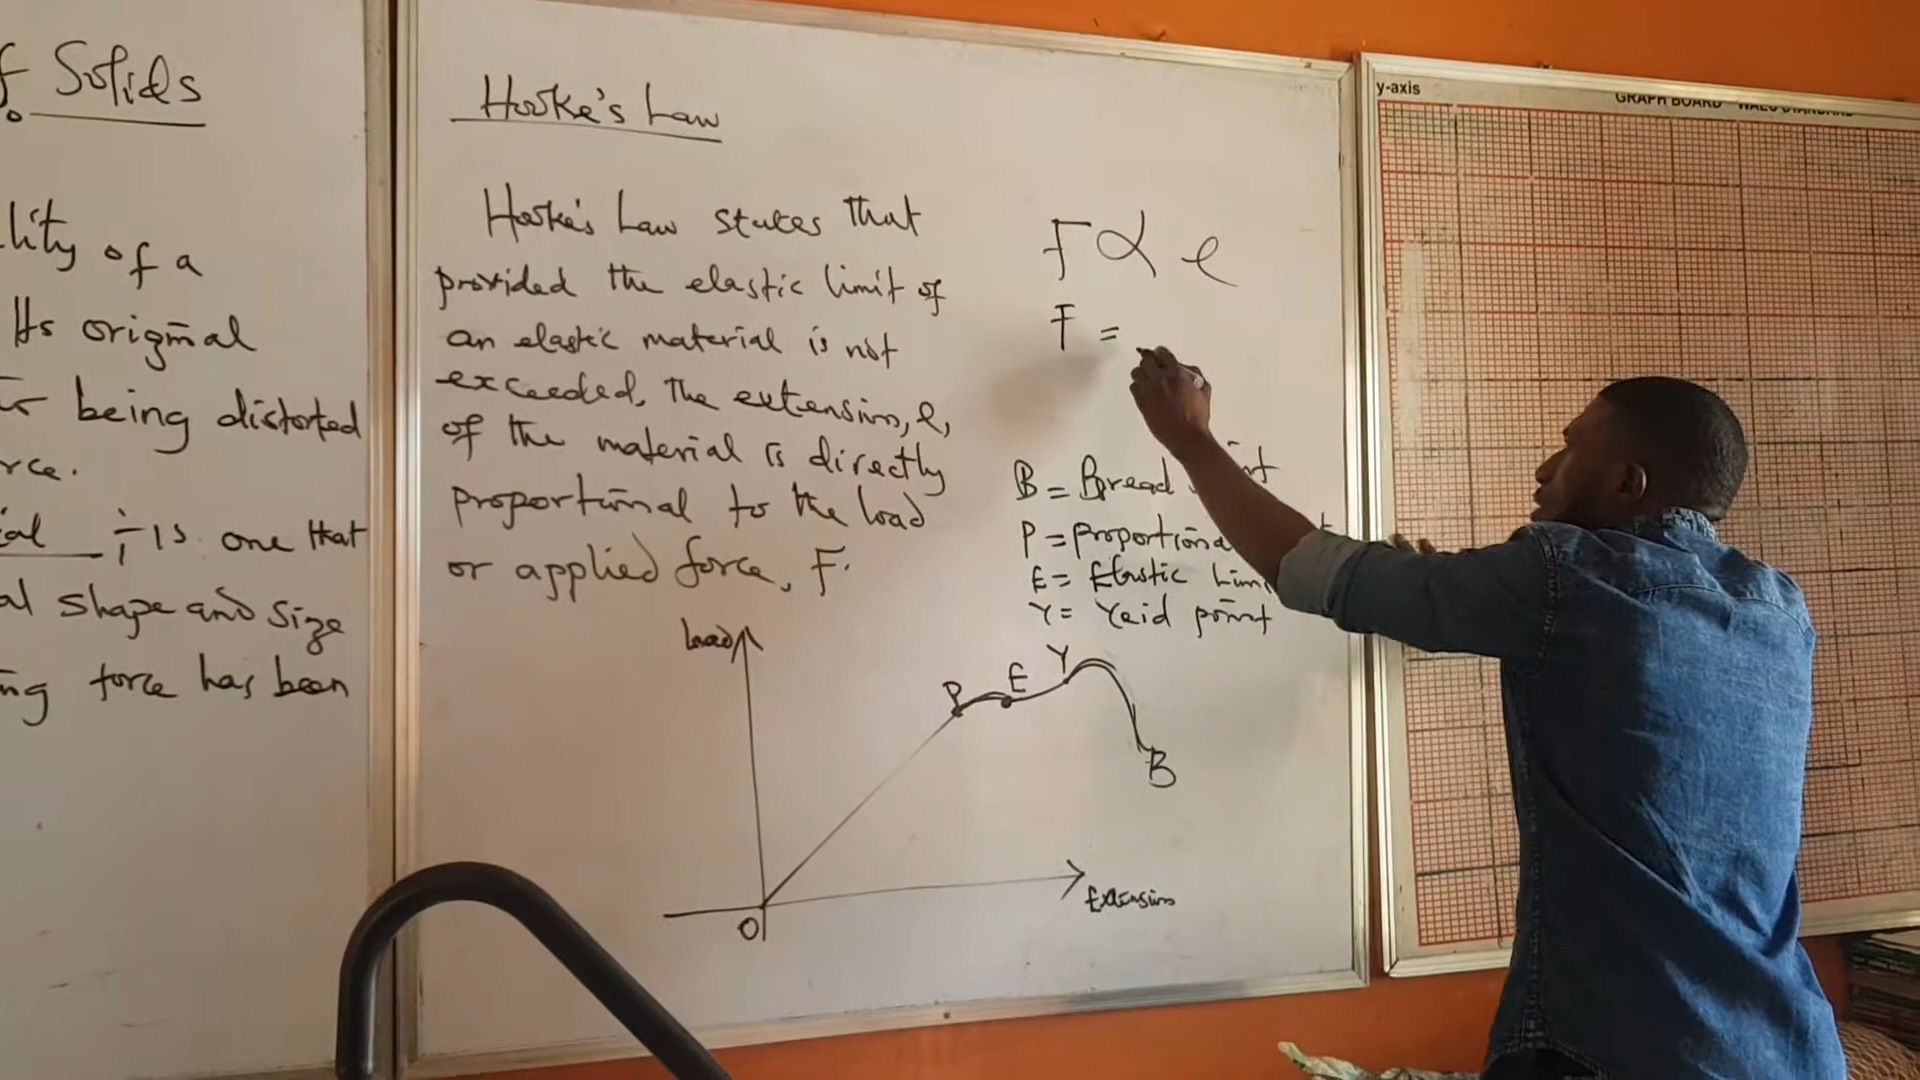 f Solids
lity of a
Its original
being distorted
rce.
ial is one that
al shape and size
ng force has been
Hooke's Law
Hooke's Law states that
provided the elastic limit of
an elastic material is not
exceeded, the extension, e,
of the material is directly
proportional to the load
or applied force, F.
F ∝ e
F =
B = Bread
P = proportiona
E = Elastic Lim
Y = Yeid point
Load
P E Y
B
O
Extension
y-axis
GRAPH BOARD